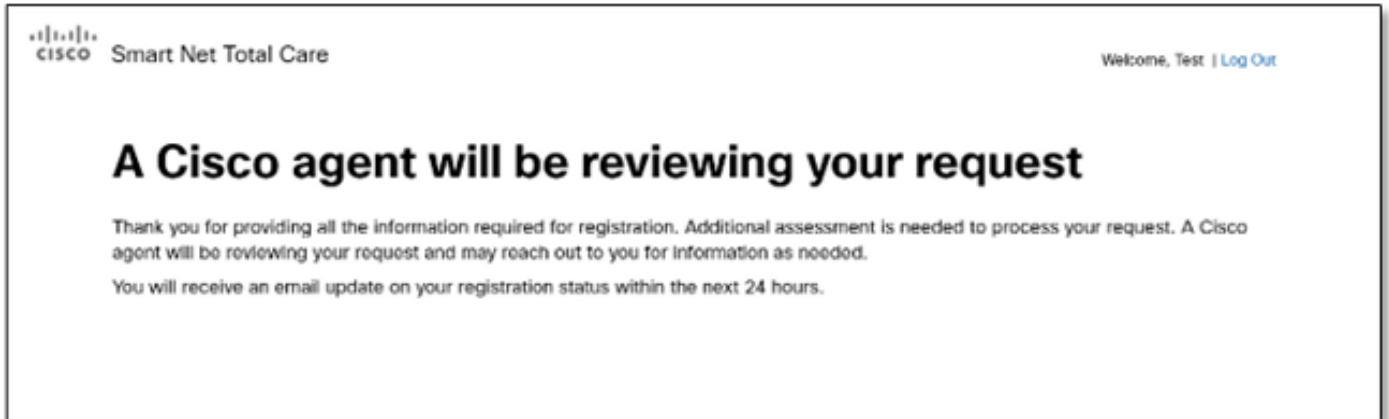 CISCO Smart Net Total Care
Welcome, Test | Log Out
A Cisco agent will be reviewing your request
Thank you for providing all the information required for registration. Additional assessment is needed to process your request. A Cisco
agent will be reviewing your request and may reach out to you for information as needed.
You will receive an email update on your registration status within the next 24 hours.